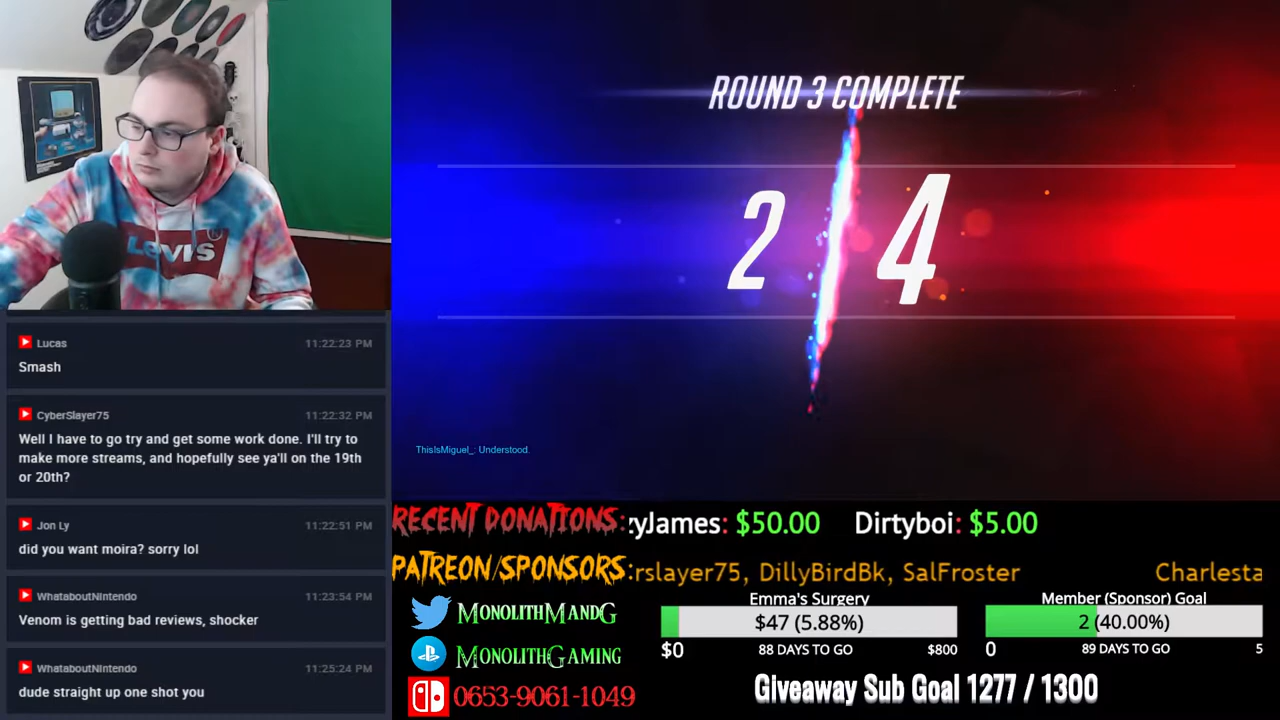 LEVI'S
Lucas 11:22:23 PM
Smash
CyberSlayer75 11:22:32 PM
Well I have to go try and get some work done. I'll try to
make more streams, and hopefully see ya'll on the 19th
or 20th?
Jon Ly 11:22:51 PM
did you want moira? sorry lol
WhataboutNintendo 11:23:54 PM
Venom is getting bad reviews, shocker
WhataboutNintendo 11:25:24 PM
dude straight up one shot you
ROUND 3 COMPLETE
2 4
ThisIsMiguel_: Understood.
RECENT DONATIONS: ryJames: $50.00 Dirtyboi: $5.00
PATREON/SPONSORS: rslayer75, DillyBirdBk, SalFroster Charlesta
MonolithMandG
MonolithGaming
0653-9061-1049
Emma's Surgery
$47 (5.88%)
$0 88 DAYS TO GO $800
Member (Sponsor) Goal
2 (40.00%)
0 89 DAYS TO GO 5
Giveaway Sub Goal 1277 / 1300